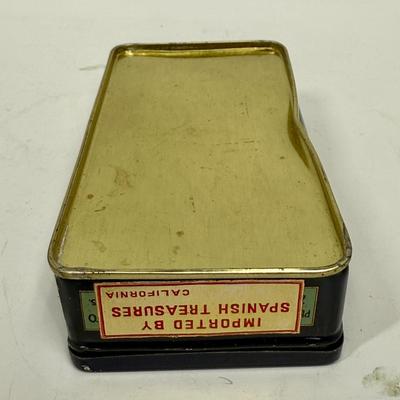 IMPORTED BY
SPANISH TREASURES
CALIFORNIA